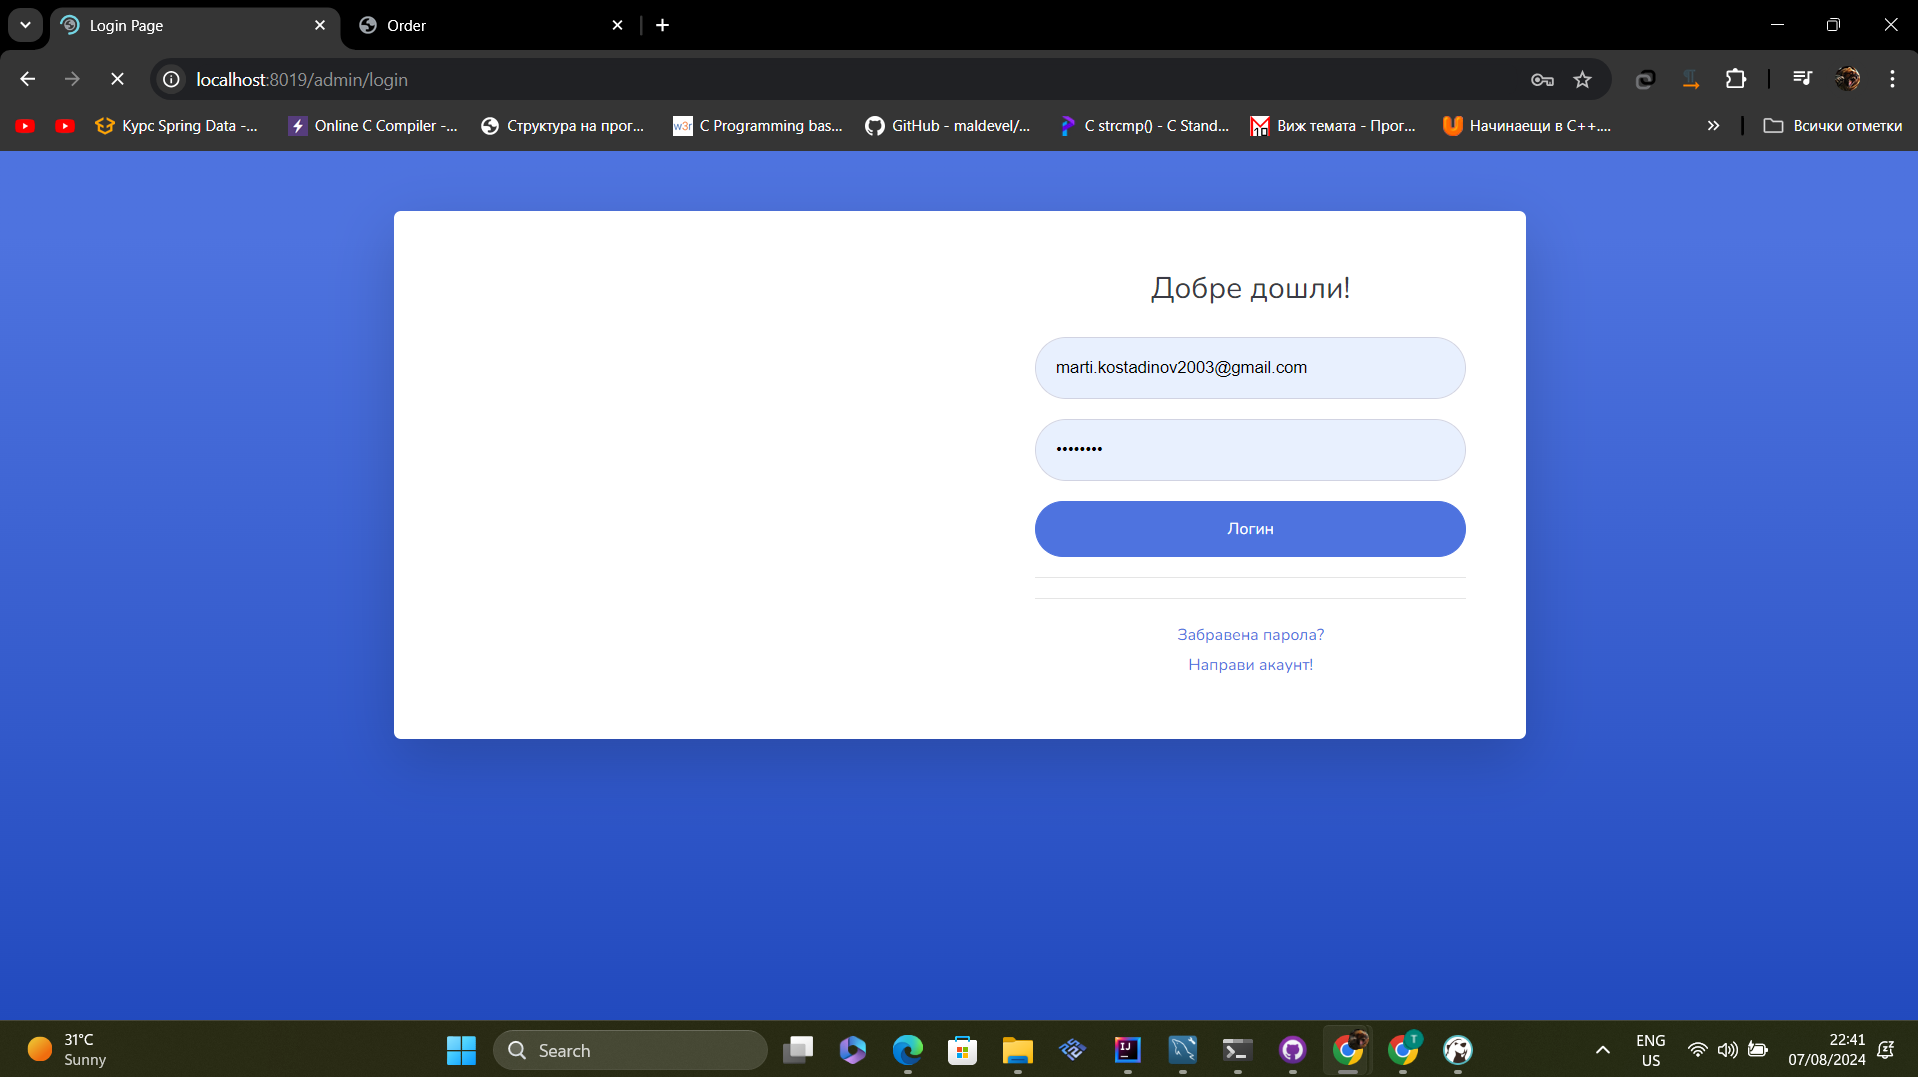 Login Page
Order
localhost:8019/admin/login
Курс Spring Data -...
Online C Compiler -...
Структура на прог...
w3r C Programming bas...
GitHub - maldevel/...
C strcmp() - C Stand...
Виж темата - Прог...
Начинаещи в C++....
Всички отметки
Добре дошли!
marti.kostadinov2003@gmail.com
••••••••
Логин
Забравена парола?
Направи акаунт!
31°C
Sunny
Search
IJ
T
ENG
US
22:41
07/08/2024